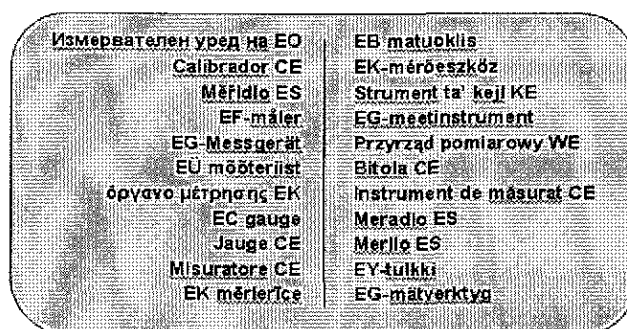 Измервателен уред на ЕО
Calibrador CE
Měřidlo ES
EF-måler
EG-Messgerät
EÜ mõõteriist
όργανο μέτρησης ΕΚ
EC gauge
Jauge CE
Misuratore CE
EK mērierīce
EB matuoklis
EK-mérőeszköz
Strument ta' kejl KE
EG-meetinstrument
Przyrząd pomiarowy WE
Bitola CE
Instrument de măsurat CE
Meradlo ES
Merilo ES
EY-tulkki
EG-mätverktyg